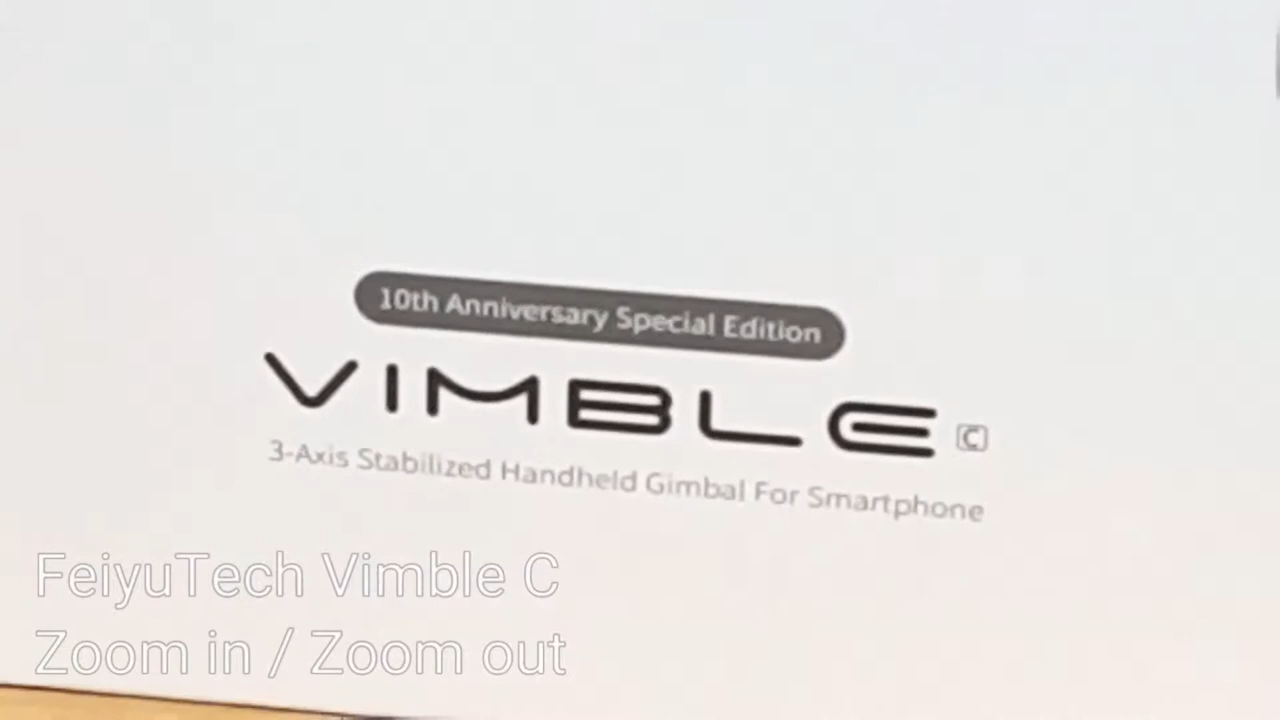 10th Anniversary Special Edition
VIMBLE C
3-Axis Stabilized Handheld Gimbal For Smartphone
FeiyuTech Vimble C
Zoom in / Zoom out